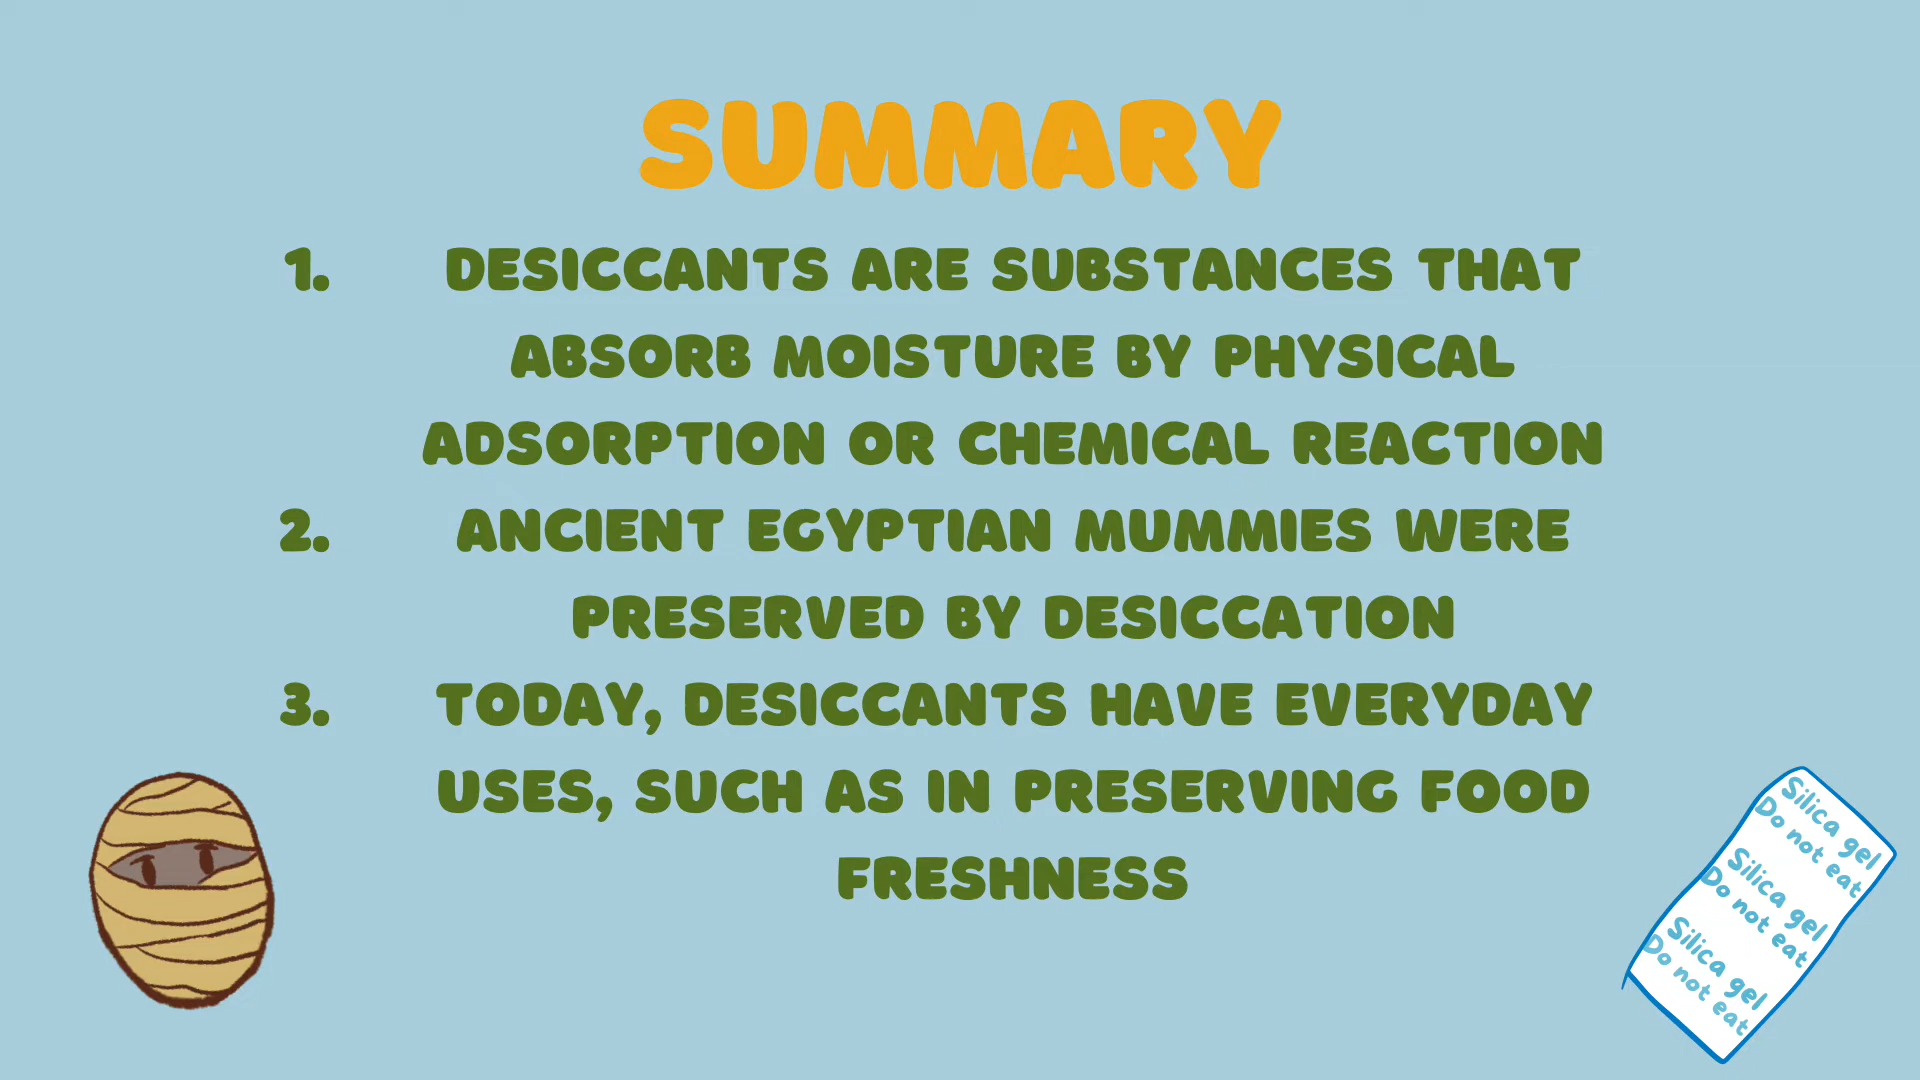 SUMMARY
1. DESICCANTS ARE SUBSTANCES THAT
ABSORB MOISTURE BY PHYSICAL
ADSORPTION OR CHEMICAL REACTION
2. ANCIENT EGYPTIAN MUMMIES WERE
PRESERVED BY DESICCATION
3. TODAY, DESICCANTS HAVE EVERYDAY
USES, SUCH AS IN PRESERVING FOOD
FRESHNESS
Silica gel
Do not eat
Silica gel
Do not eat
Silica gel
Do not eat